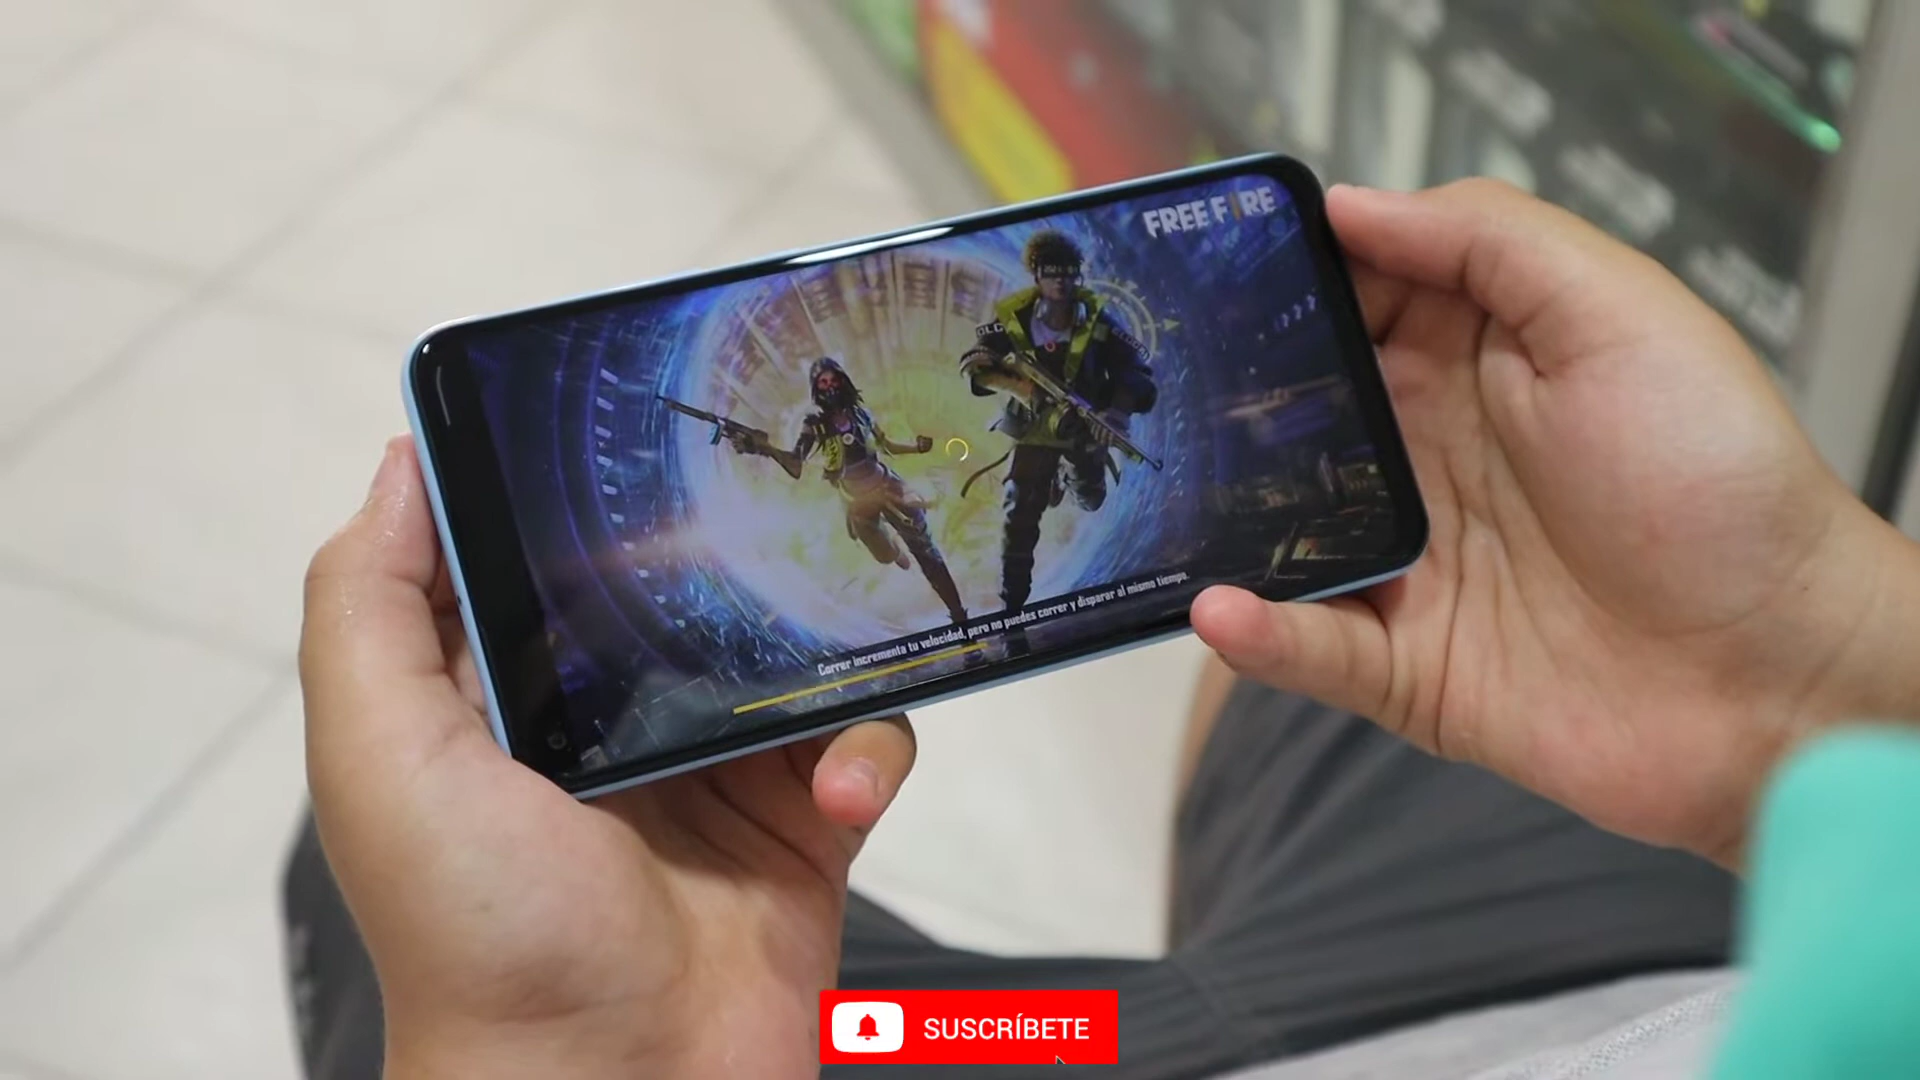 FREE FIRE
Correr incrementa tu velocidad, pero no puedes correr y disparar al mismo tiempo.
SUSCRÍBETE